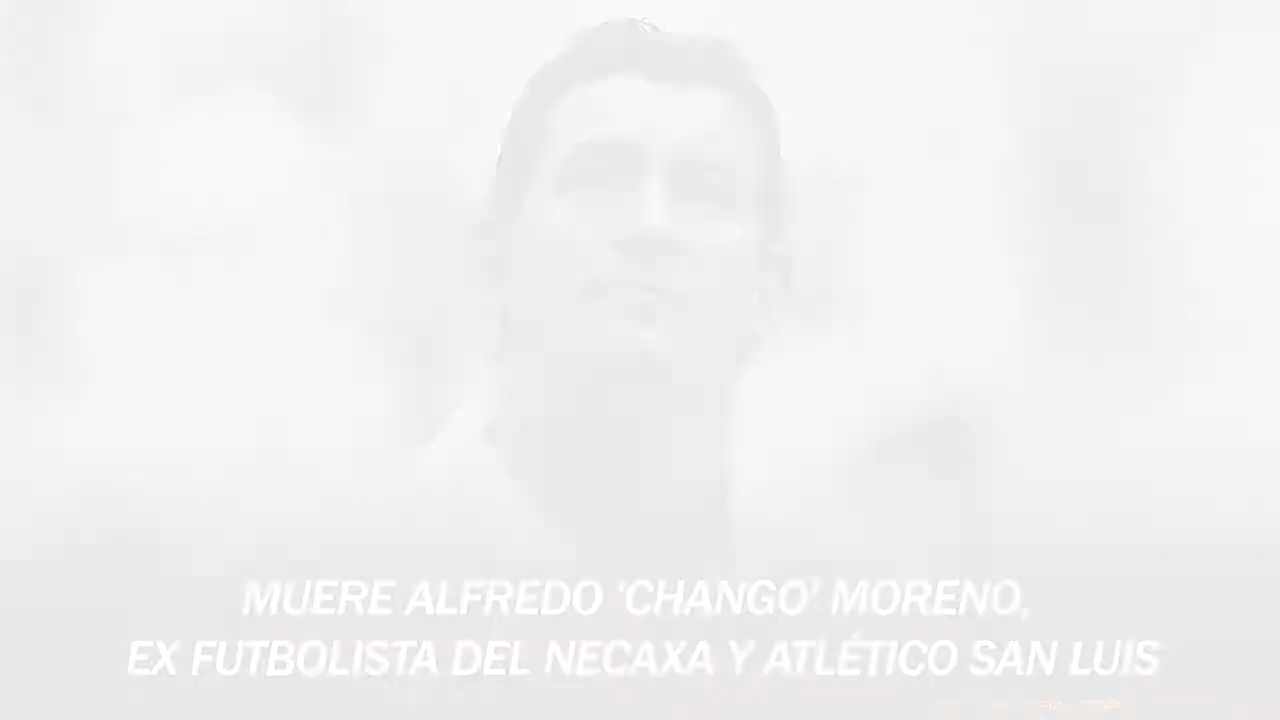 MUERE ALFREDO 'CHANGO' MORENO,
EX FUTBOLISTA DEL NECAXA Y ATLÉTICO SAN LUIS